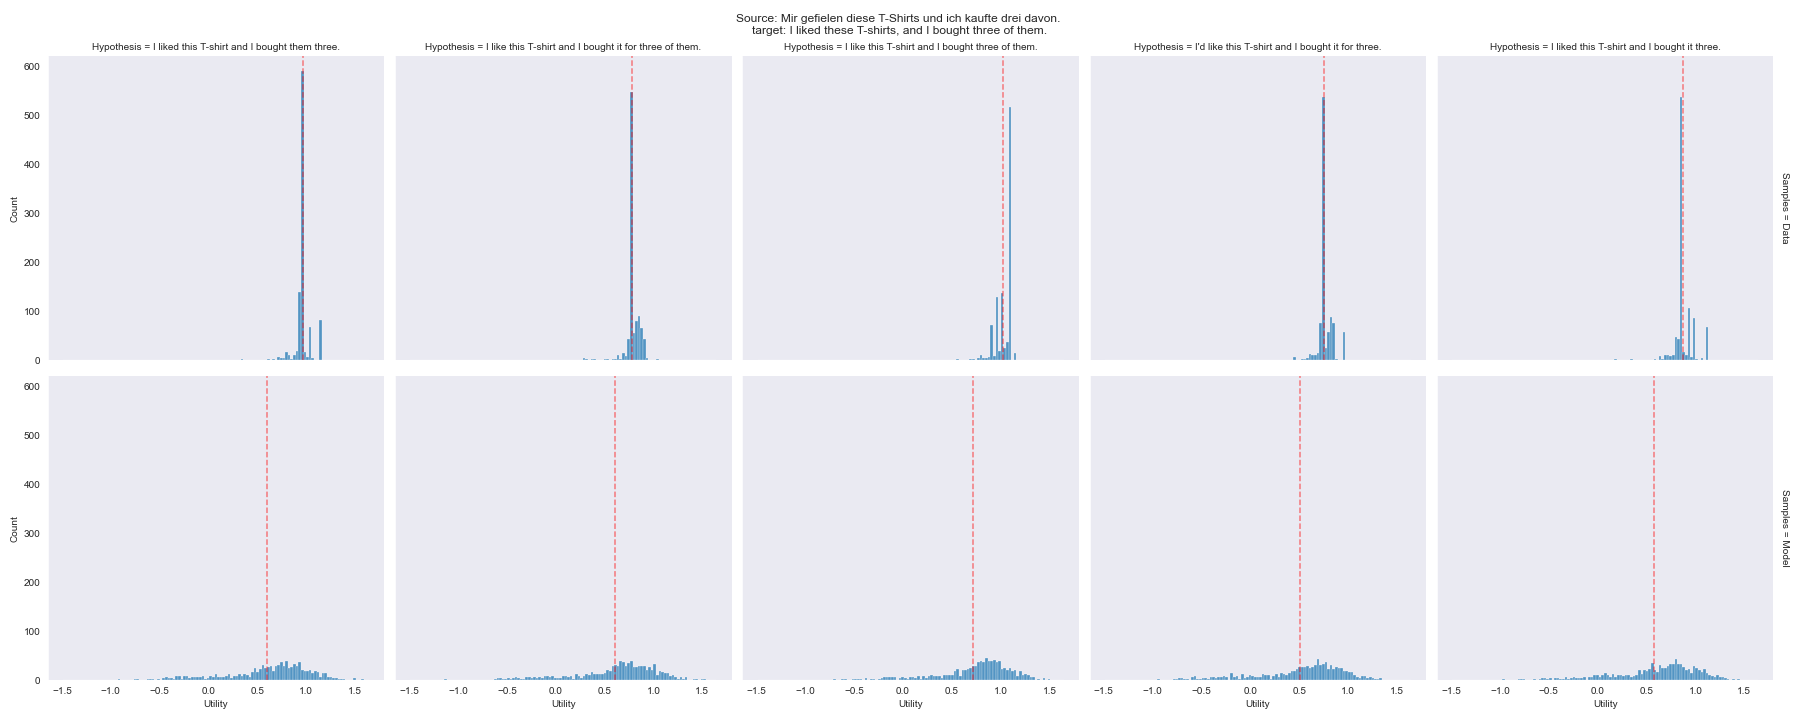 Source: Mir gefielen diese T-Shirts und ich kaufte drei davon.
target: I liked these T-shirts, and I bought three of them.
Hypothesis = I liked this T-shirt and I bought them three.
Hypothesis = I like this T-shirt and I bought it for three of them.
Hypothesis = I like this T-shirt and I bought three of them.
Hypothesis = I'd like this T-shirt and I bought it for three.
Hypothesis = I liked this T-shirt and I bought it three.
600
500
400
300
200
100
0
Count
Samples = Data
600
500
400
300
200
100
0
Count
Samples = Model
−1.5 −1.0 −0.5 0.0 0.5 1.0 1.5
−1.5 −1.0 −0.5 0.0 0.5 1.0 1.5
−1.5 −1.0 −0.5 0.0 0.5 1.0 1.5
−1.5 −1.0 −0.5 0.0 0.5 1.0 1.5
−1.5 −1.0 −0.5 0.0 0.5 1.0 1.5
Utility
Utility
Utility
Utility
Utility